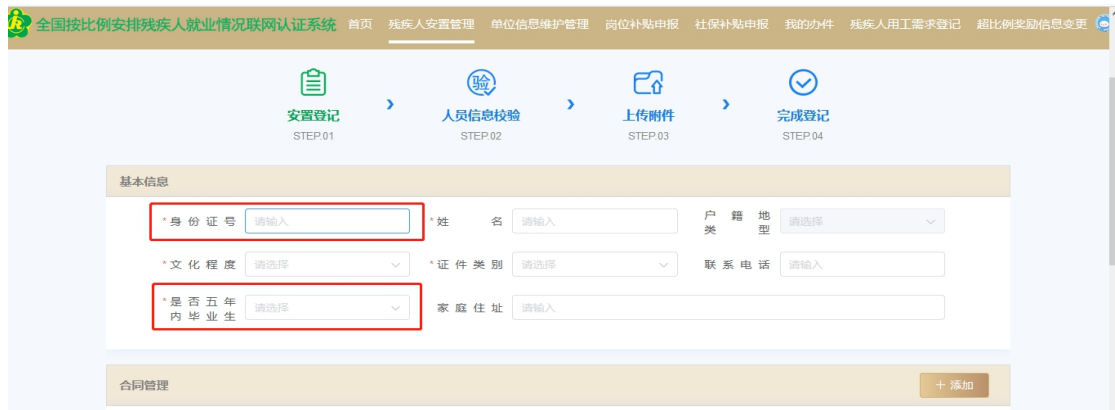 全国按比例安排残疾人就业情况联网认证系统 首页 残疾人安置管理 单位信息维护管理 岗位补贴申报 社保补贴申报 我的办件 残疾人用工需求登记 超比例奖励信息变更
验
安置登记 人员信息校验 上传附件 完成登记
STEP.01 STEP.02 STEP.03 STEP.04
基本信息
*身份证号 请输入 *姓名 请输入 户籍地类型 请选择
*文化程度 请选择 *证件类别 请选择 联系电话 请输入
*是否五年内毕业生 请选择 家庭住址 请输入
合同管理 + 添加